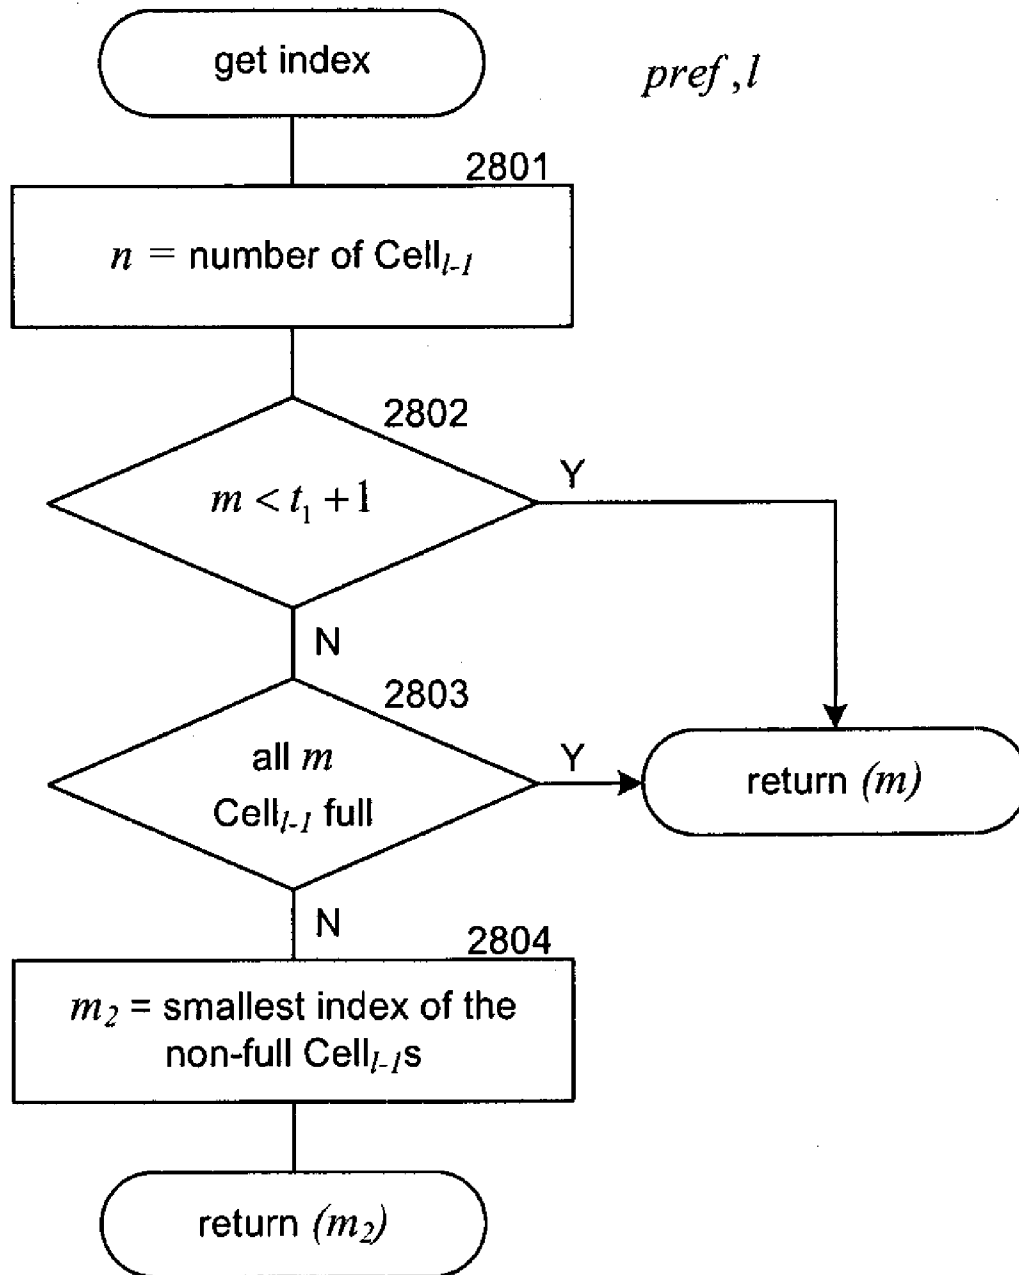 get index
pref , l
2801
n = number of Cell_{l-1}
2802
m < t_1 + 1
Y
N
2803
all m
Cell_{l-1} full
Y
return (m)
N
2804
m_2 = smallest index of the
non-full Cell_{l-1}s
return (m_2)